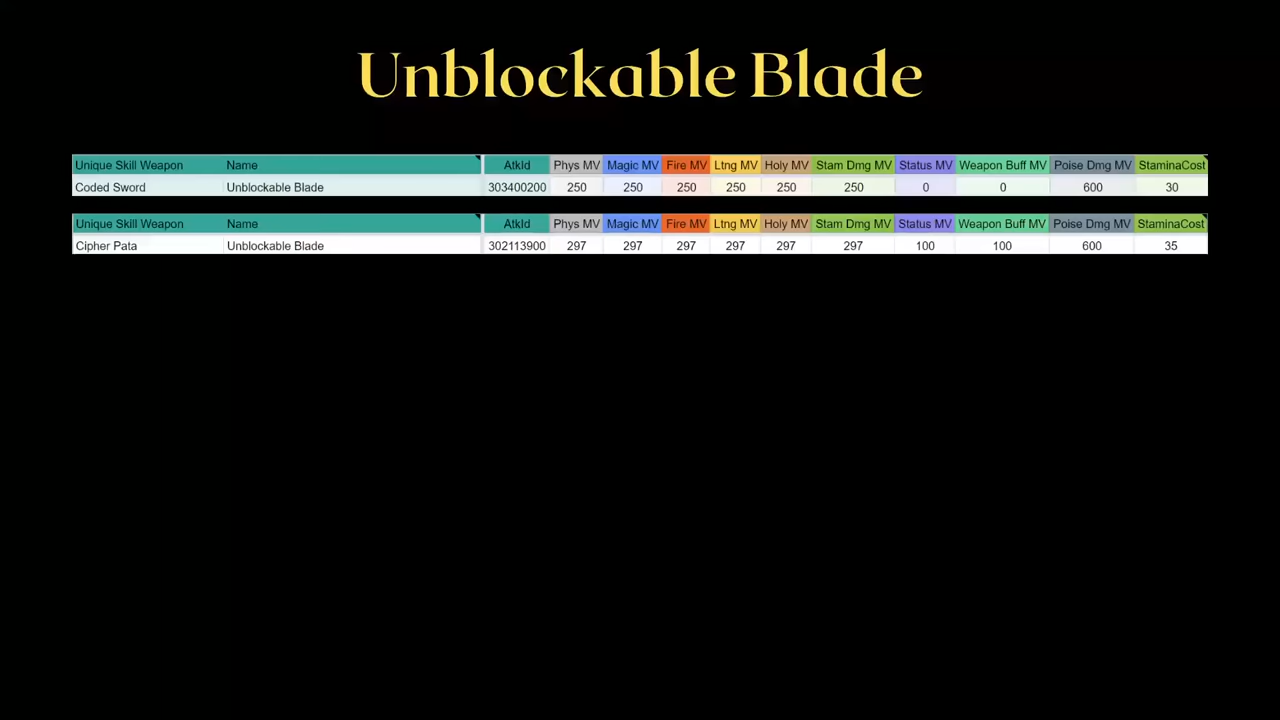 Unblockable Blade
Unique Skill Weapon Name AtkId Phys MV Magic MV Fire MV Ltng MV Holy MV Stam Dmg MV Status MV Weapon Buff MV Poise Dmg MV StaminaCost
Coded Sword Unblockable Blade 303400200 250 250 250 250 250 250 0 0 600 30
Unique Skill Weapon Name AtkId Phys MV Magic MV Fire MV Ltng MV Holy MV Stam Dmg MV Status MV Weapon Buff MV Poise Dmg MV StaminaCost
Cipher Pata Unblockable Blade 302113900 297 297 297 297 297 297 100 100 600 35